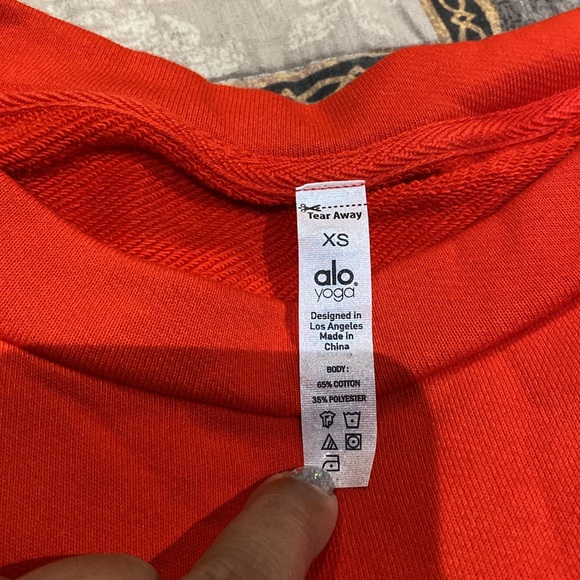 Tear Away
XS
alo®
yoga
Designed in
Los Angeles
Made in
China
BODY:
65% COTTON
35% POLYESTER